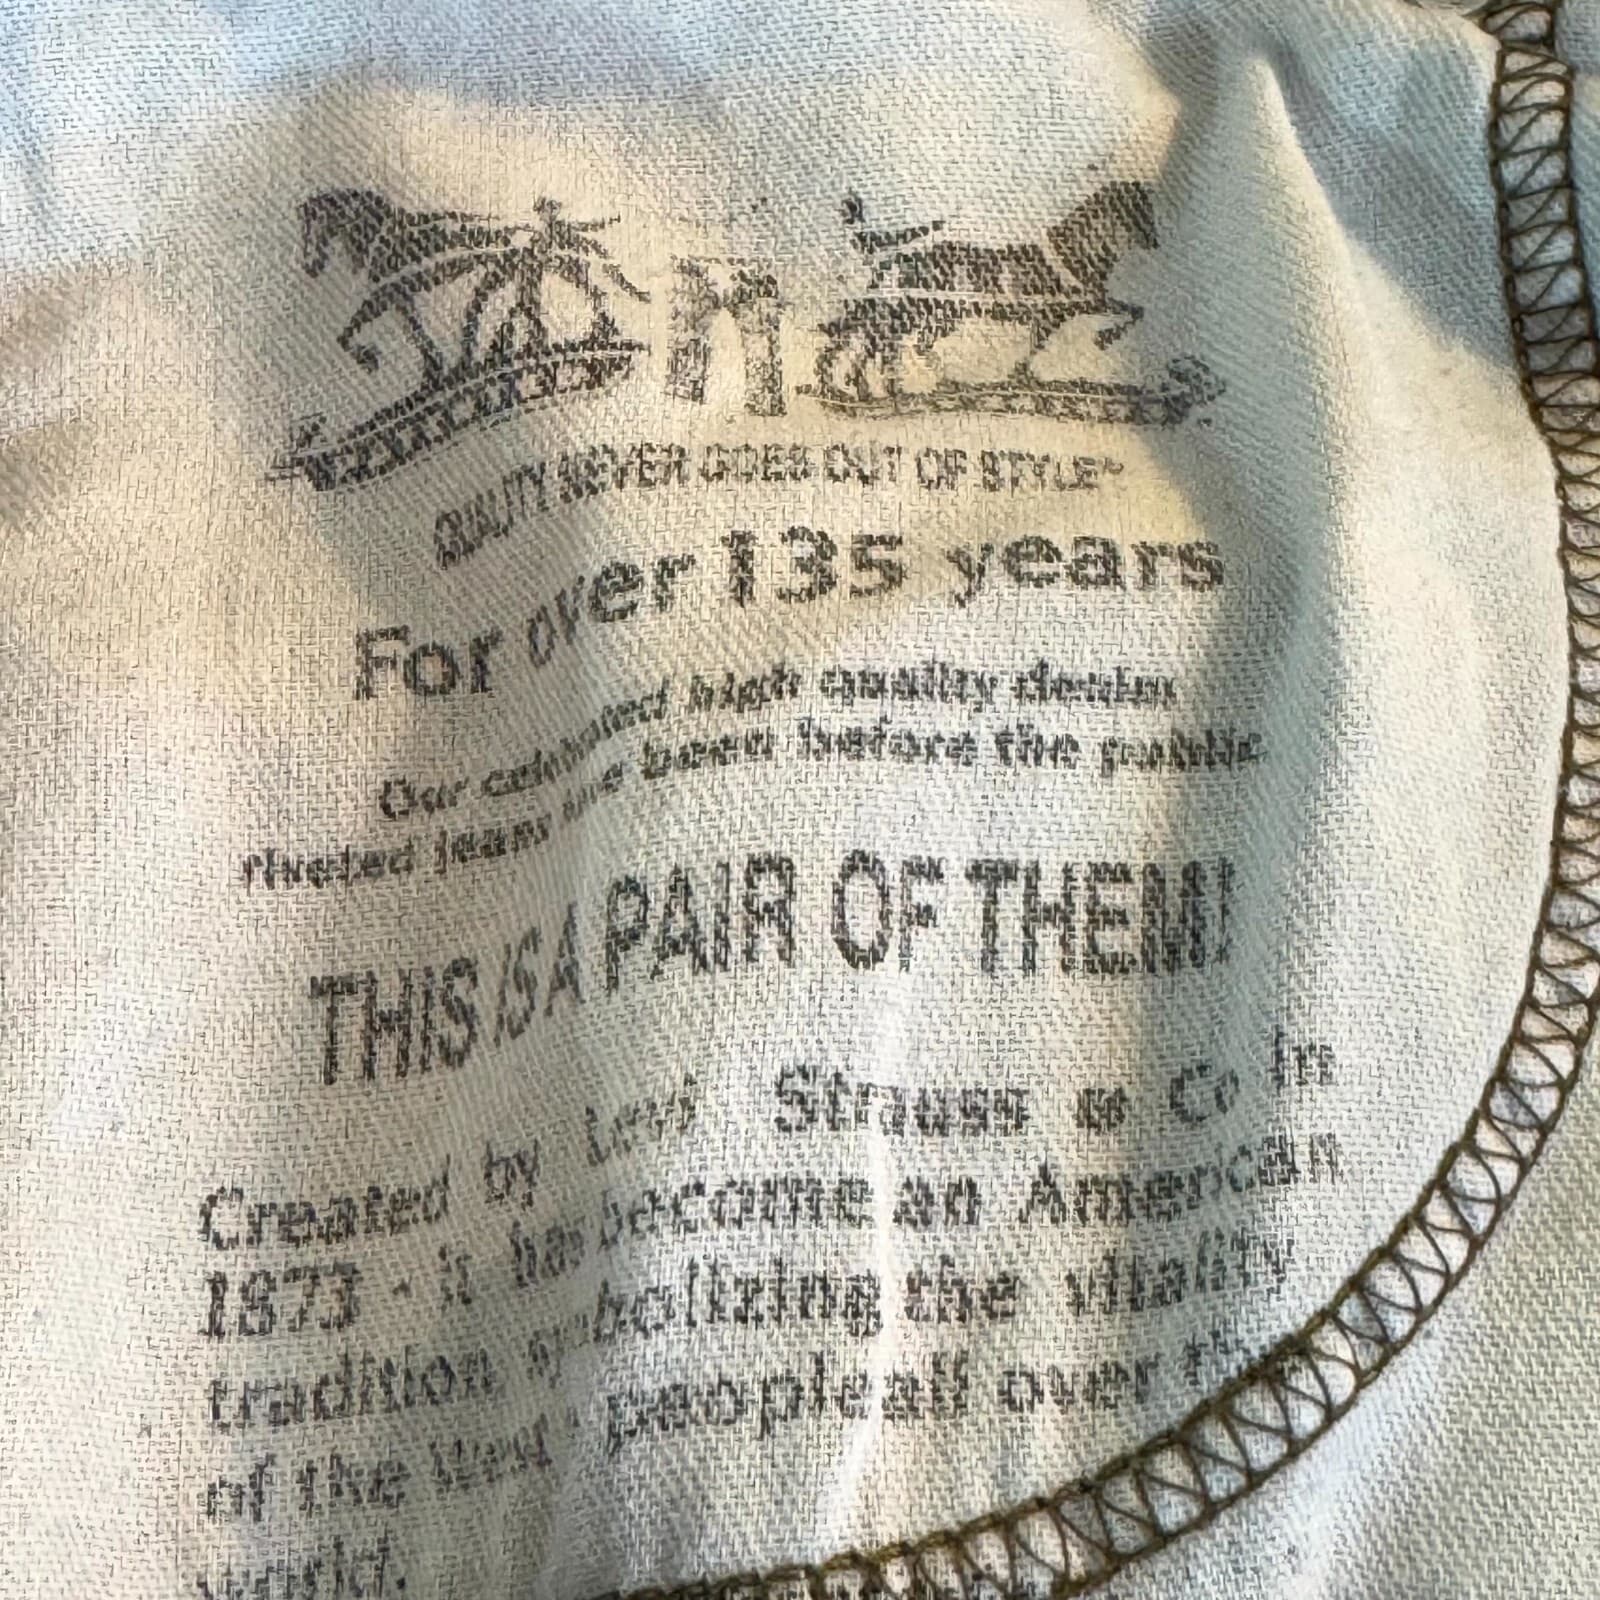 QUALITY NEVER GOES OUT OF STYLE™
For over 135 years
Our celebrated high quality denim
riveted jeans have been before the public
THIS IS A PAIR OF THEM!
Created by Levi Strauss & Co in
1873 - it has become an American
tradition symbolizing the vitality
of the West people all over the
world.